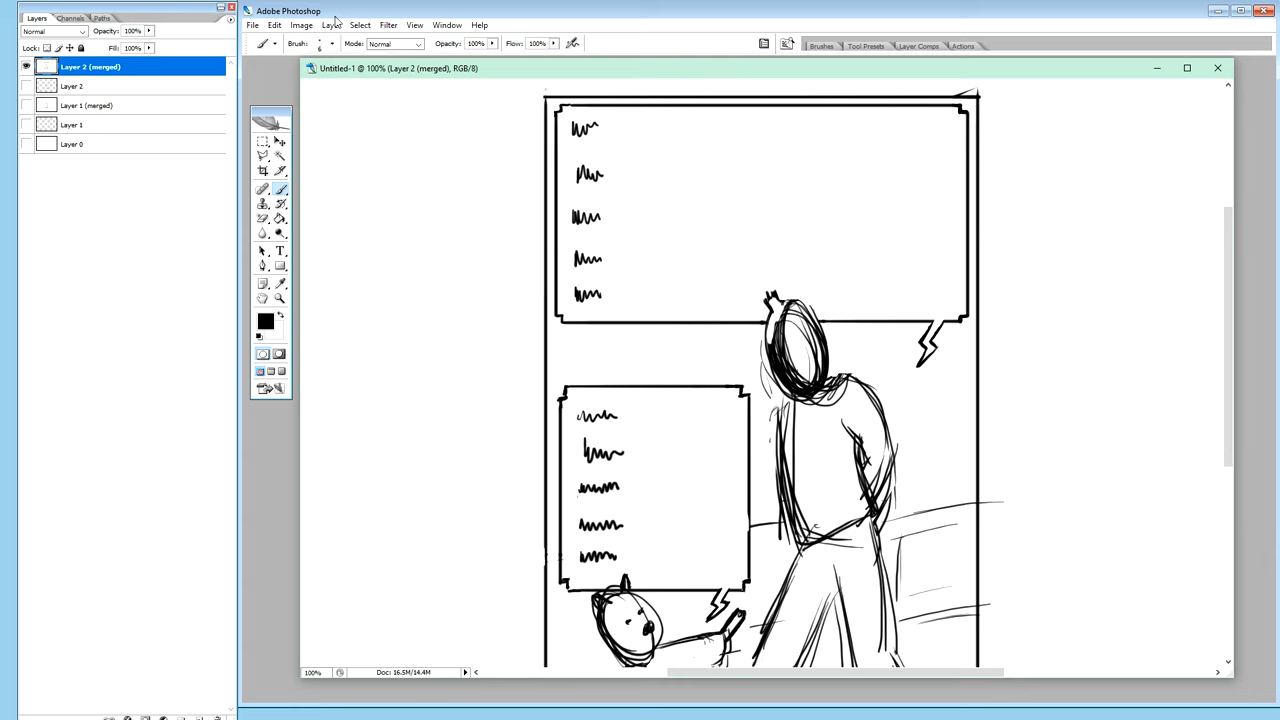 Adobe Photoshop
Layers Channels Paths
File Edit Image Layer Select Filter View Window Help
Normal Opacity: 100%
Brush: 6 Mode: Normal Opacity: 100% Flow: 100%
Brushes Tool Presets Layer Comps Actions
Lock: Fill: 100%
Untitled-1 @ 100% (Layer 2 (merged), RGB/8)
Layer 2 (merged)
Layer 2
Layer 1 (merged)
Layer 1
Layer 0
T
100% Doc: 16.5M/14.4M